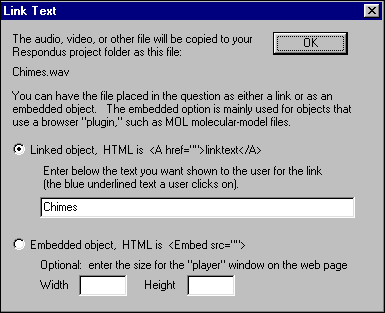 Link Text
The audio, video, or other file will be copied to your
Respondus project folder as this file:
OK
Chimes.wav
You can have the file placed in the question as either a link or as an
embedded object.  The embedded option is mainly used for objects that
use a browser "plugin," such as MOL molecular-model files.
Linked object,  HTML is  <A href="">linktext</A>
Enter below the text you want shown to the user for the link
(the blue underlined text a user clicks on).
Chimes
Embedded object,  HTML is  <Embed src="">
Optional:  enter the size for the "player" window on the web page
Width Height